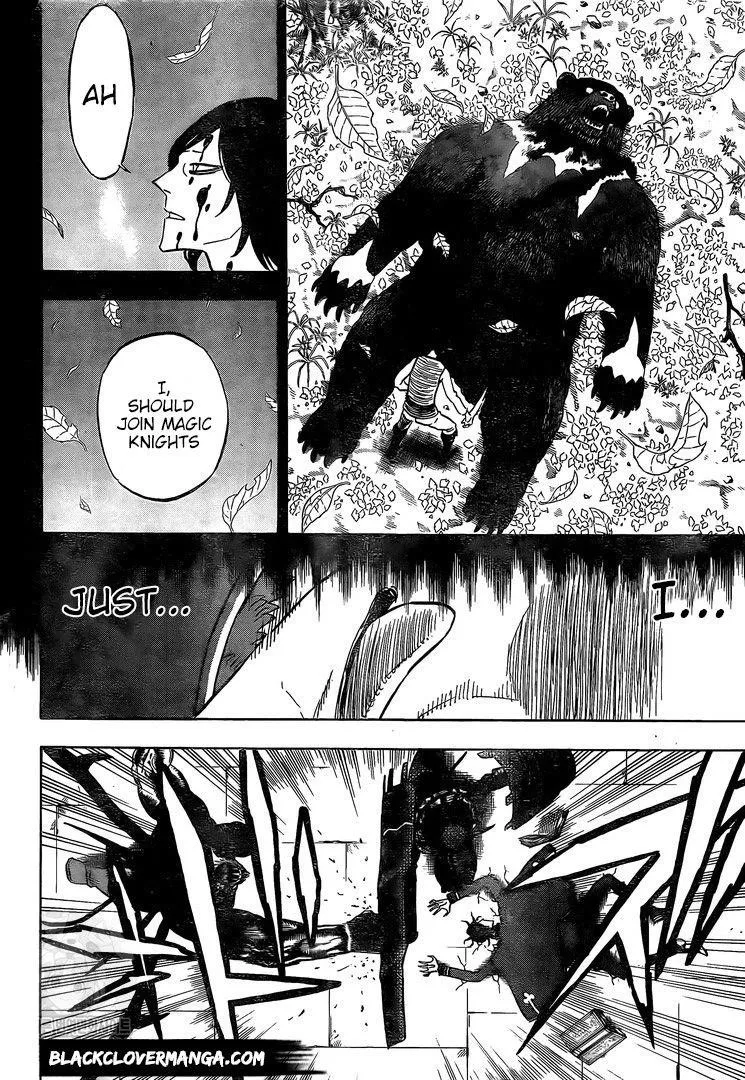 AH
I,
SHOULD
JOIN MAGIC
KNIGHTS
I...
JUST...
BLACKCLOVERMANGA.COM